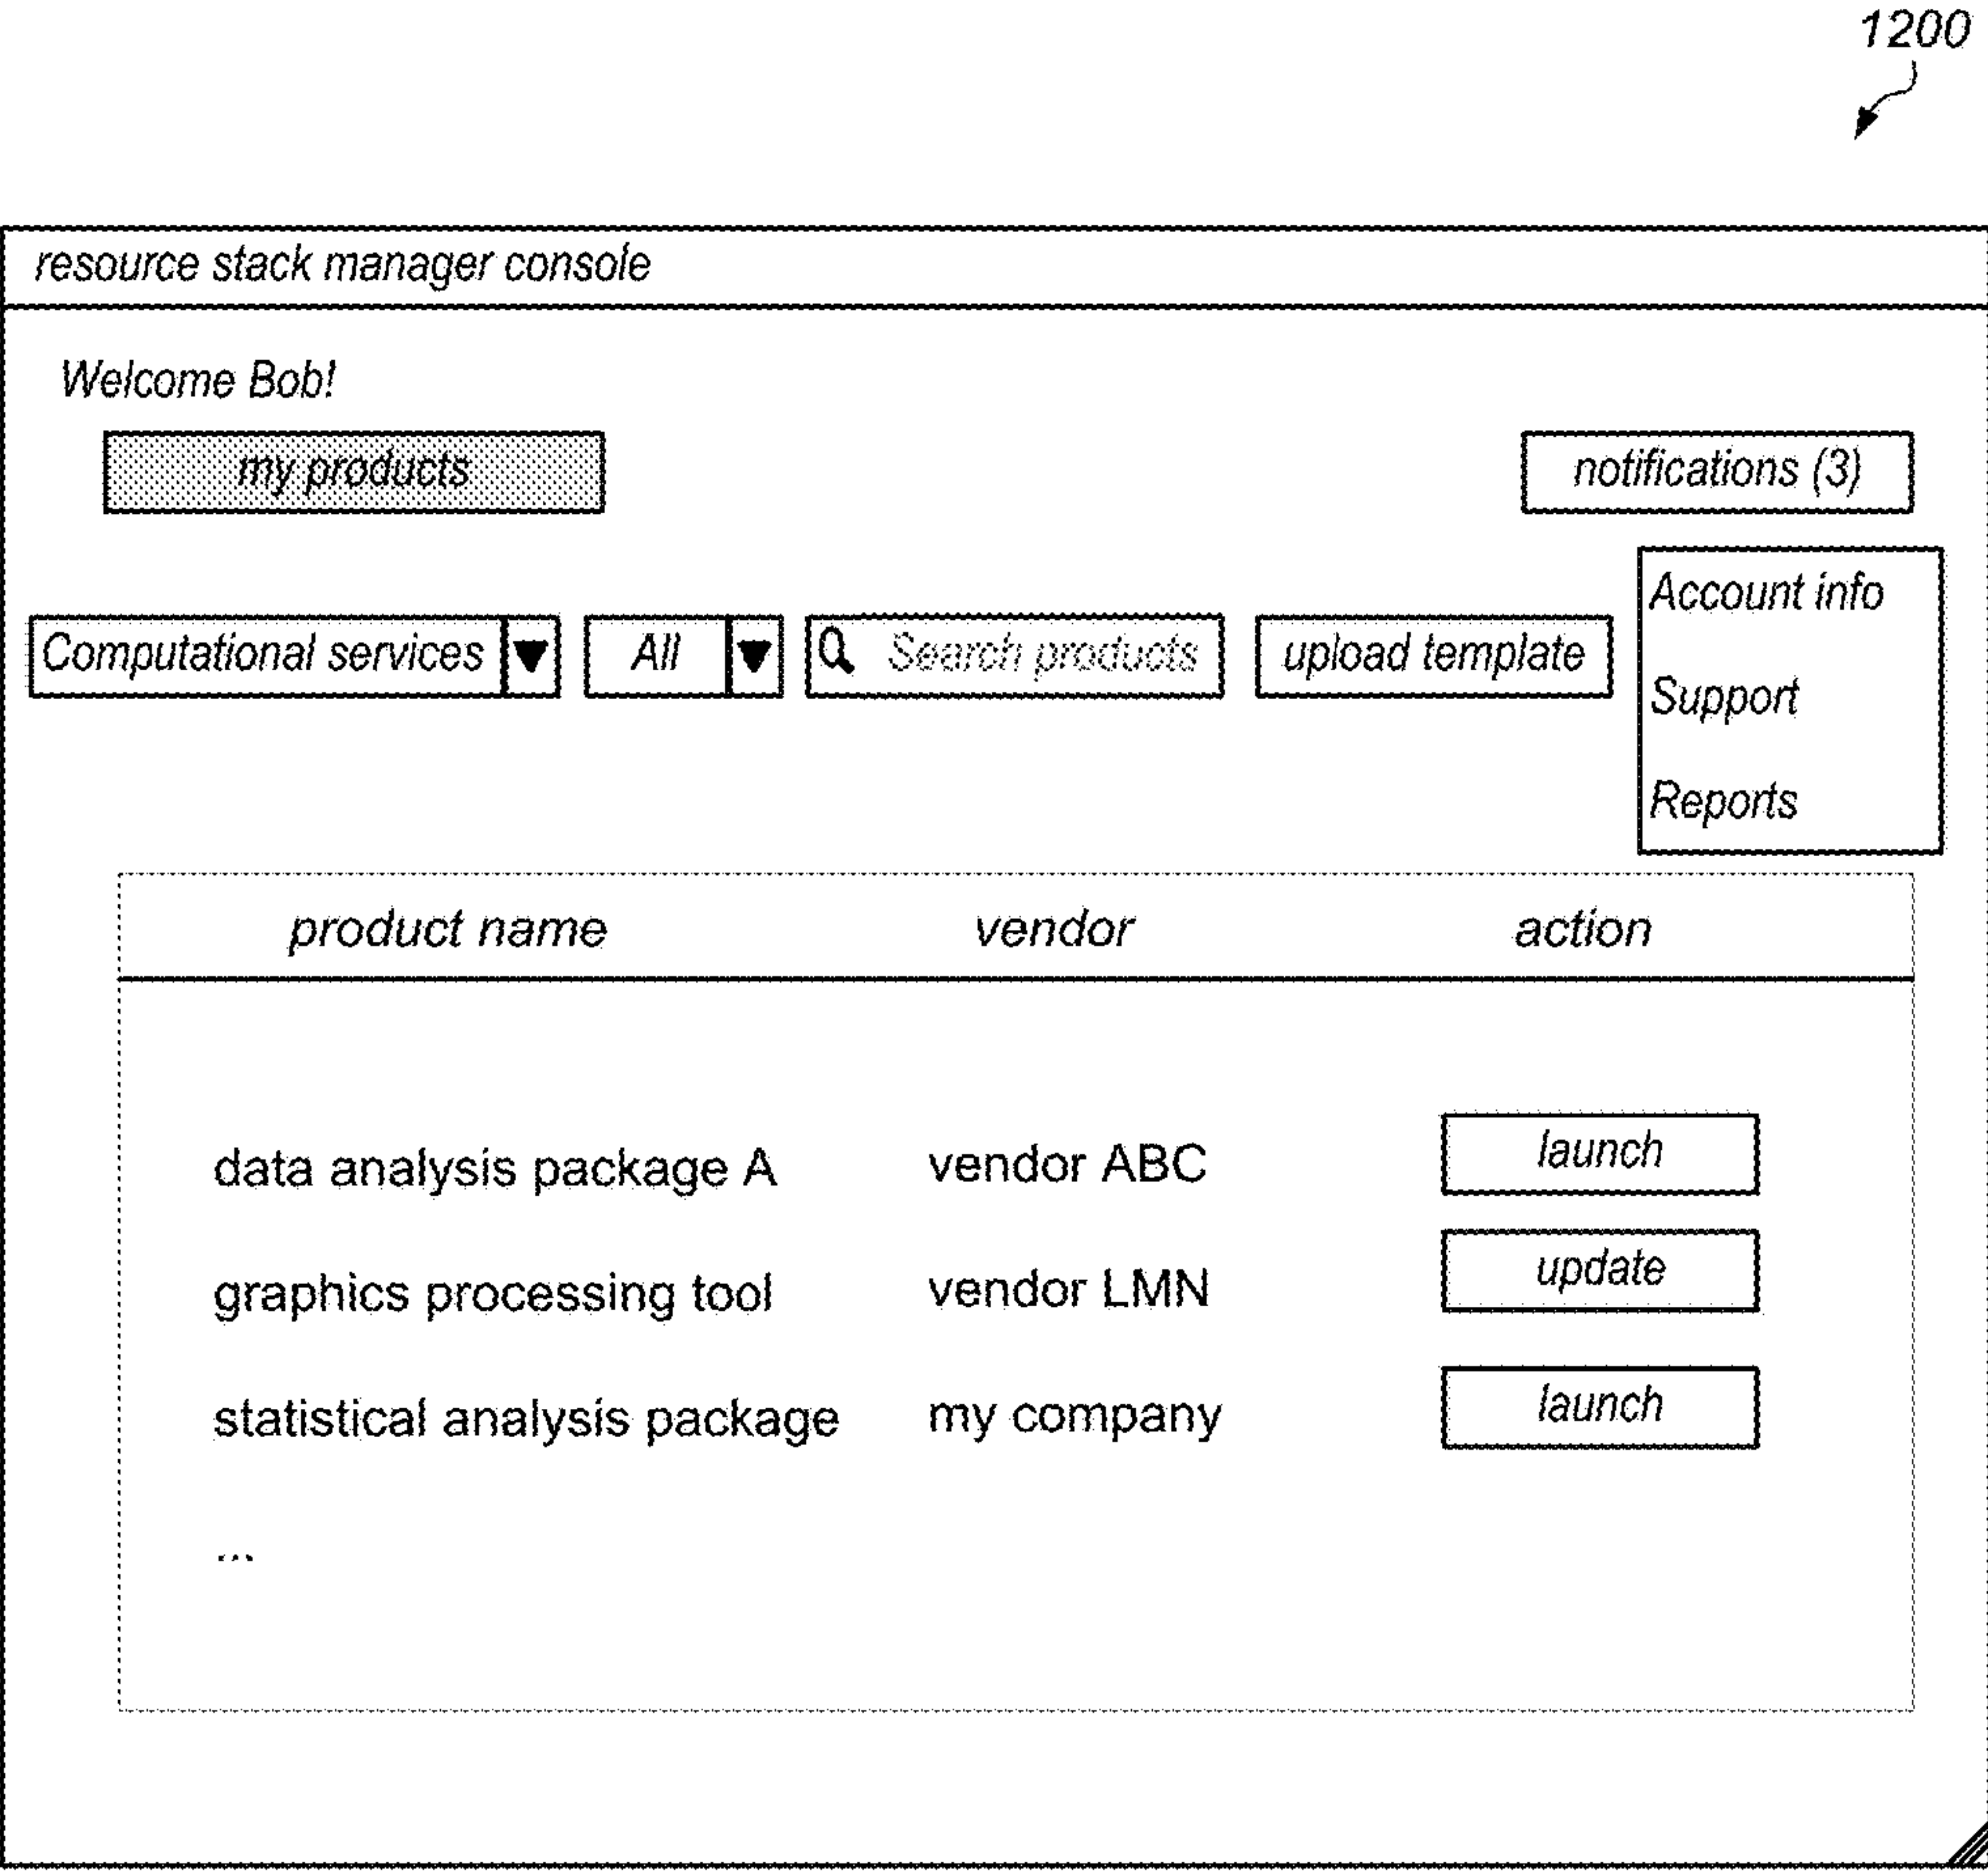 1200
resource stack manager console
Welcome Bob!
my products
notifications (3)
Computational services
All
Search products
upload template
Account info
Support
Reports
product name vendor action
data analysis package A vendor ABC launch
graphics processing tool vendor LMN update
statistical analysis package my company launch
...